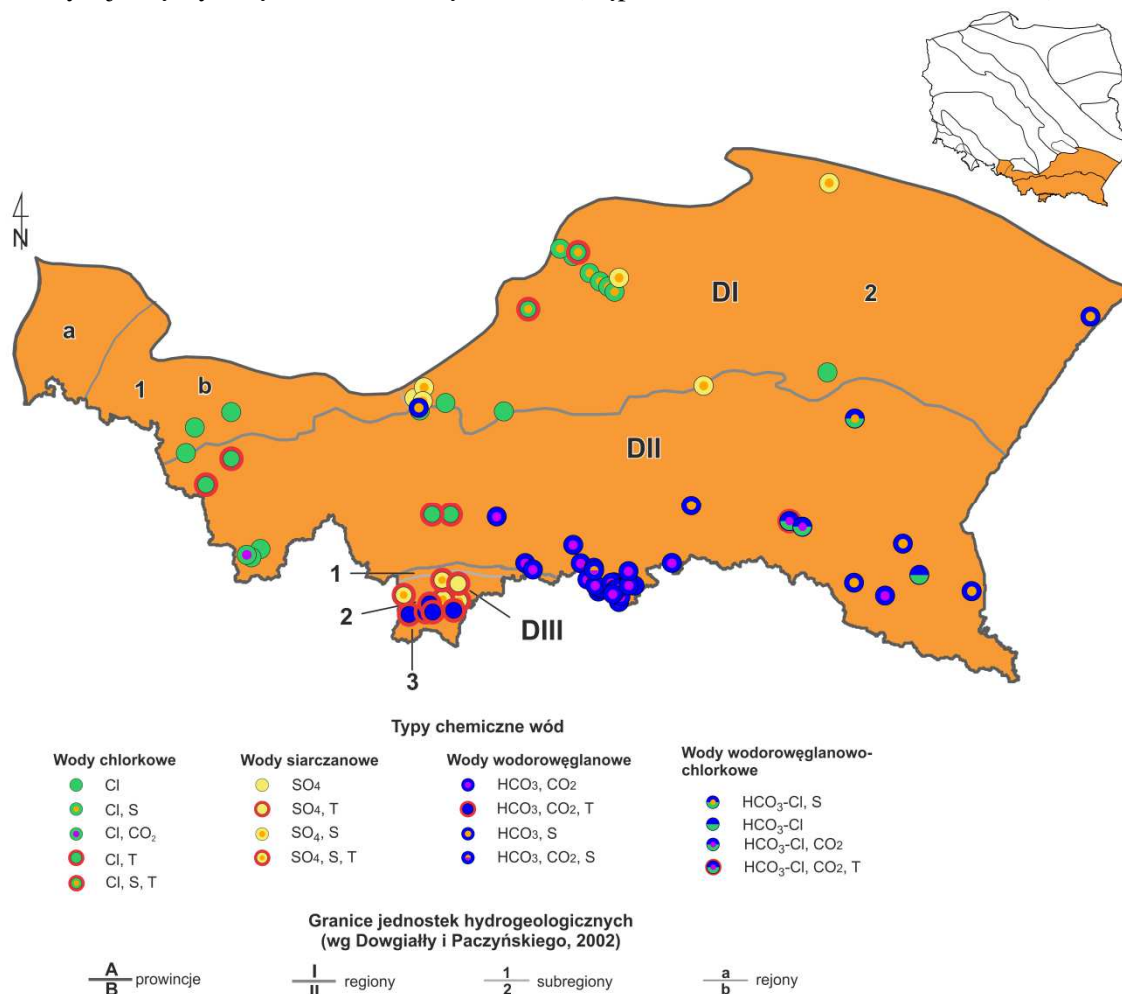 N
a
1
b
DI
2
DII
1
2
DIII
3
Typy chemiczne wód
Wody chlorkowe
Cl
Cl, S
Cl, CO₂
Cl, T
Cl, S, T
Wody siarczanowe
SO₄
SO₄, T
SO₄, S
SO₄, S, T
Wody wodorowęglanowe
HCO₃, CO₂
HCO₃, CO₂, T
HCO₃, S
HCO₃, CO₂, S
Wody wodorowęglanowo-
chlorkowe
HCO₃-Cl, S
HCO₃-Cl
HCO₃-Cl, CO₂
HCO₃-Cl, CO₂, T
Granice jednostek hydrogeologicznych
(wg Dowgiałły i Paczyńskiego, 2002)
A
B
prowincje
I
II
regiony
1
2
subregiony
a
b
rejony